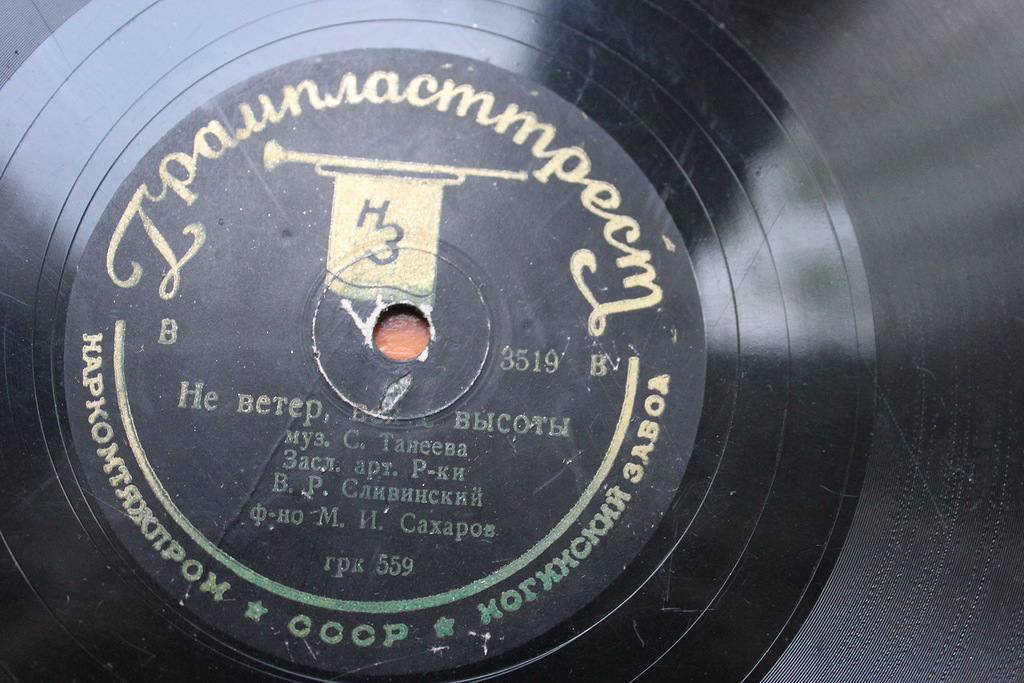 Грампласттрест
НЗ
В
3519 В
Не ветер, с высоты
муз. С. Танеева
Засл. арт. Р-ки
В. Р. Сливинский
ф-но М. И. Сахаров
грк 559
НАРКОМТЯЖПРОМ ★ СССР ★ НОГИНСКИЙ ЗАВОД